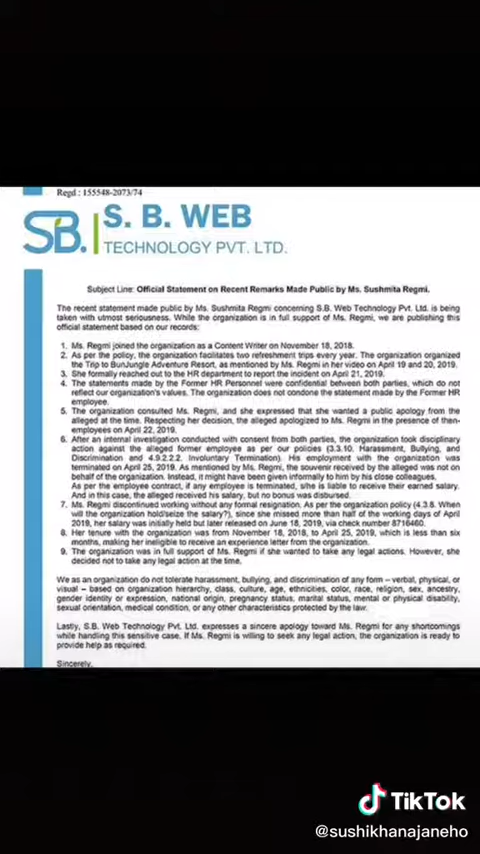 Regd : 155548-2073/74
SB. S. B. WEB
TECHNOLOGY PVT. LTD.
Subject Line: Official Statement on Recent Remarks Made Public by Ms. Sushmita Regmi.
The recent statement made public by Ms. Sushmita Regmi concerning S.B. Web Technology Pvt. Ltd. is being
taken with utmost seriousness. While the organization is in full support of Ms. Regmi, we are publishing this
official statement based on our records:
1. Ms. Regmi joined the organization as a Content Writer on November 18, 2018.
2. As per the policy, the organization facilitates two refreshment trips every year. The organization organized
the Trip to BunJungle Adventure Resort, as mentioned by Ms. Regmi in her video on April 19 and 20, 2019.
3. She formally reached out to the HR department to report the incident on April 21, 2019.
4. The statements made by the Former HR Personnel were confidential between both parties, which do not
reflect our organization's values. The organization does not condone the statement made by the Former HR
employee.
5. The organization consulted Ms. Regmi, and she expressed that she wanted a public apology from the
alleged at the time. Respecting her decision, the alleged apologized to Ms. Regmi in the presence of then-
employees on April 22, 2019.
6. After an internal investigation conducted with consent from both parties, the organization took disciplinary
action against the alleged former employee as per our policies (3.3.10. Harassment, Bullying, and
Discrimination and 4.9.2.2.2. Involuntary Termination). His employment with the organization was
terminated on April 25, 2019. As mentioned by Ms. Regmi, the souvenir received by the alleged was not on
behalf of the organization. Instead, it might have been given informally to him by his close colleagues.
As per the employee contract, if any employee is terminated, s/he is liable to receive their earned salary.
And in this case, the alleged received his salary, but no bonus was disbursed.
7. Ms. Regmi discontinued working without any formal resignation. As per the organization policy (4.3.8. When
will the organization hold/seize the salary?), since she missed more than half of the working days of April
2019, her salary was initially held but later released on June 18, 2019, via check number 8716460.
8. Her tenure with the organization was from November 18, 2018, to April 25, 2019, which is less than six
months, making her ineligible to receive an experience letter from the organization.
9. The organization was in full support of Ms. Regmi if she wanted to take any legal actions. However, she
decided not to take any legal action at the time.
We as an organization do not tolerate harassment, bullying, and discrimination of any form – verbal, physical, or
visual – based on organization hierarchy, class, culture, age, ethnicities, color, race, religion, sex, ancestry,
gender identity or expression, national origin, pregnancy status, marital status, mental or physical disability,
sexual orientation, medical condition, or any other characteristics protected by the law.
Lastly, S.B. Web Technology Pvt. Ltd. expresses a sincere apology toward Ms. Regmi for any shortcomings
while handling this sensitive case. If Ms. Regmi is willing to seek any legal action, the organization is ready to
provide help as required.
Sincerely,
TikTok
@sushikhanajaneho